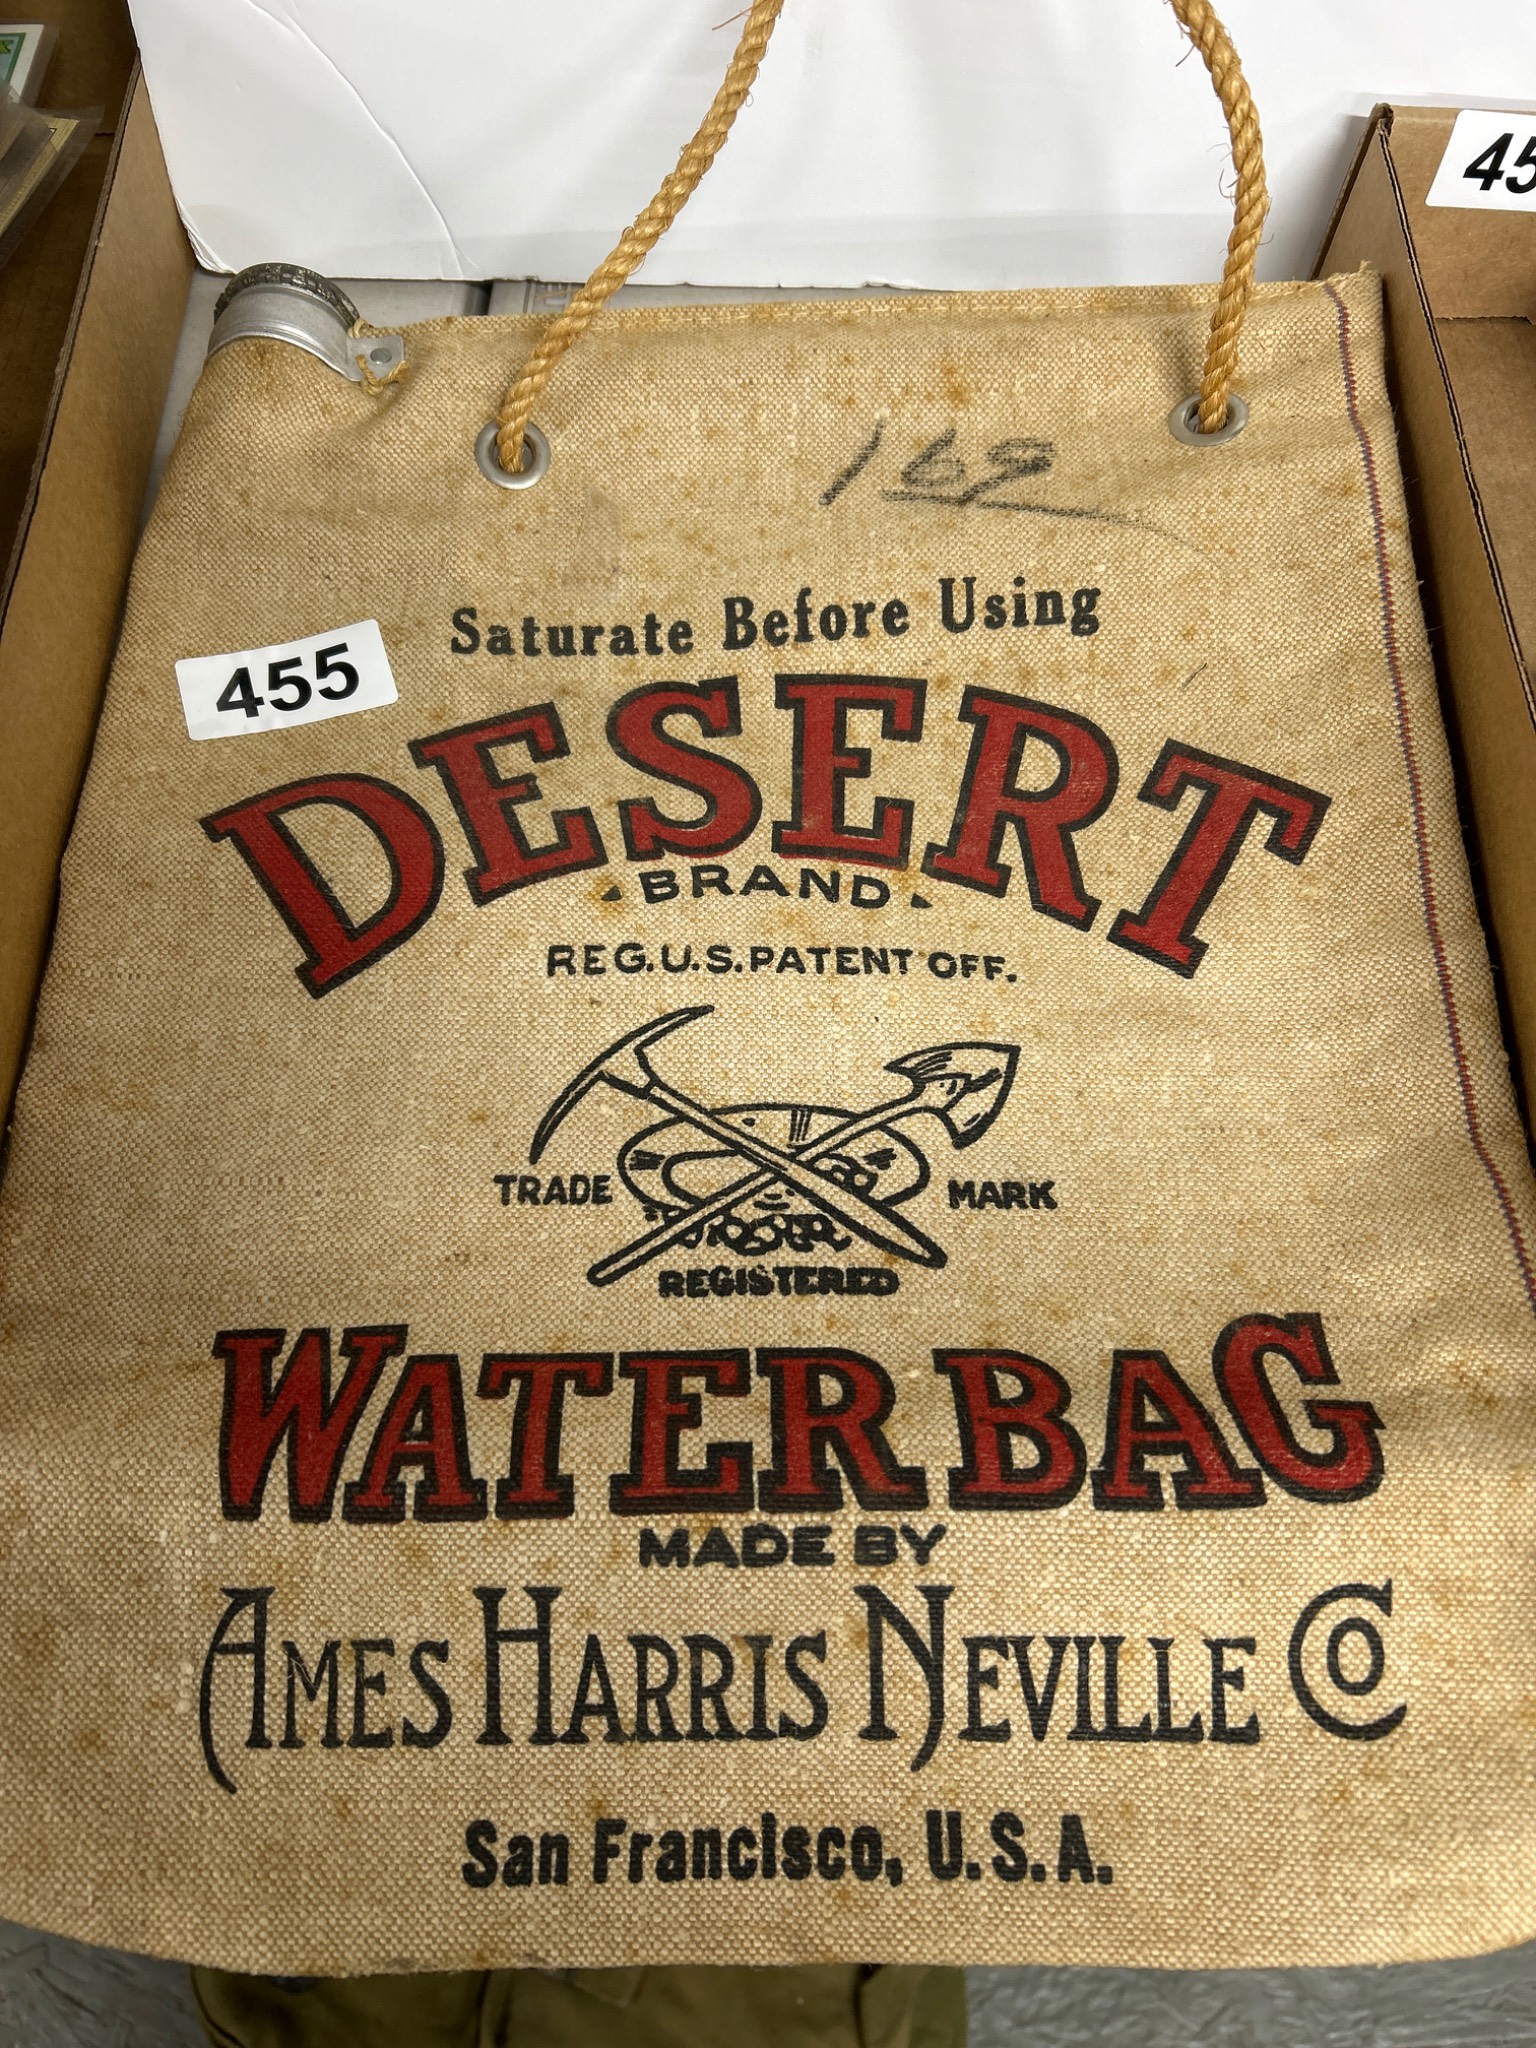 45
169
Saturate Before Using
455
DESERT
BRAND
REG.U.S.PATENT OFF.
TRADE MARK
REGISTERED
WATER BAG
MADE BY
AMES HARRIS NEVILLE CO
San Francisco, U.S.A.